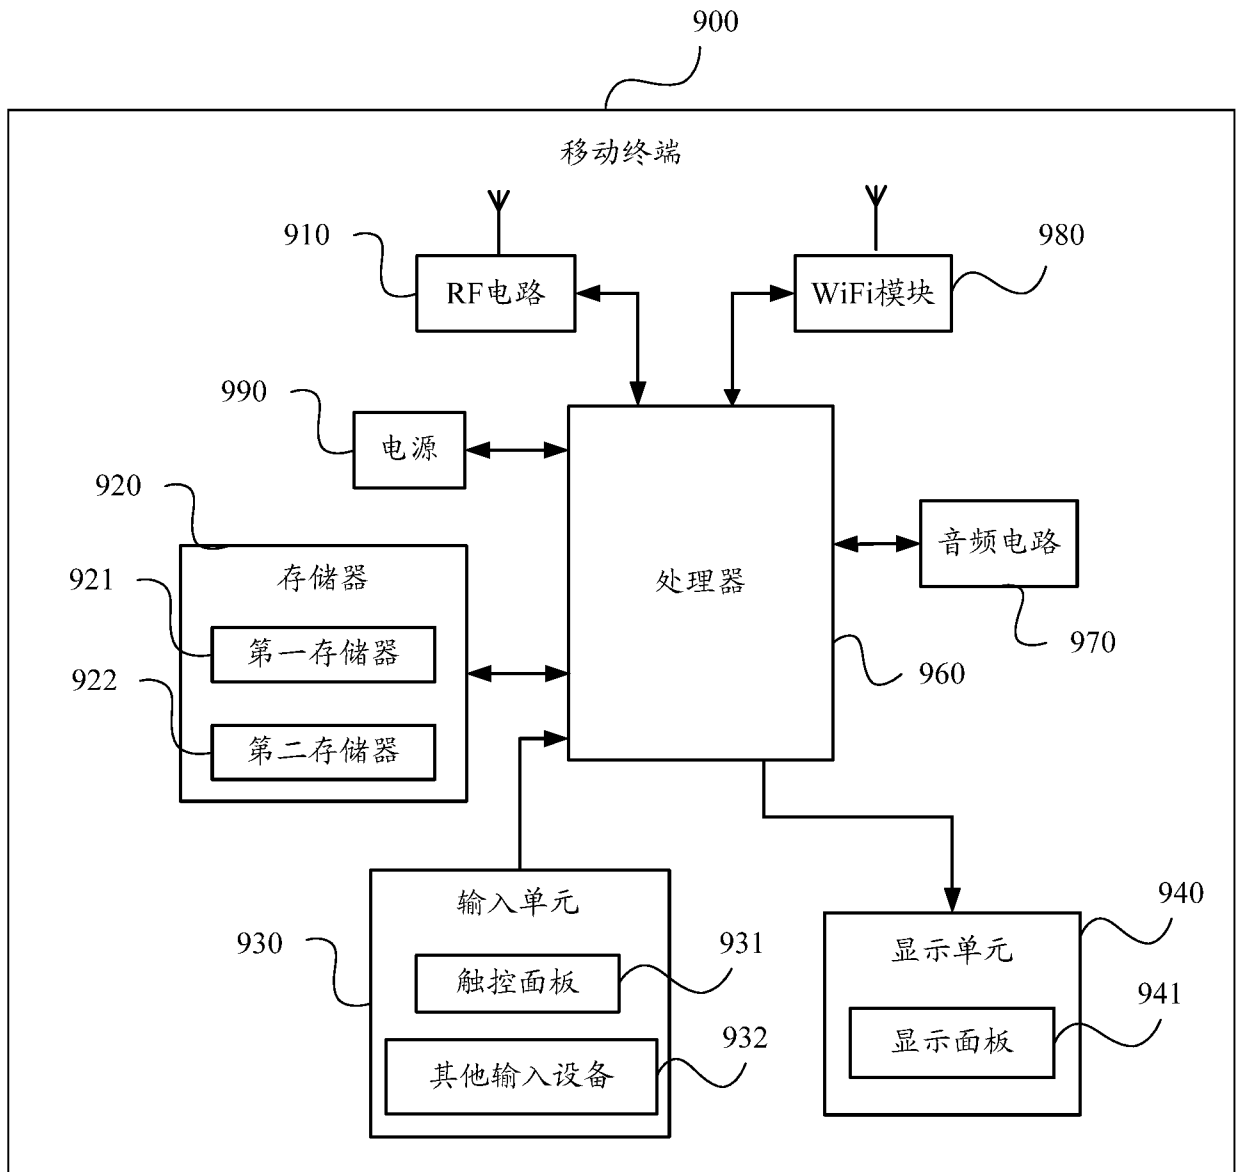 900
移动终端
910
RF电路
WiFi模块
980
990
电源
920
存储器
921
第一存储器
922
第二存储器
处理器
960
音频电路
970
输入单元
930
触控面板
931
其他输入设备
932
显示单元
940
显示面板
941